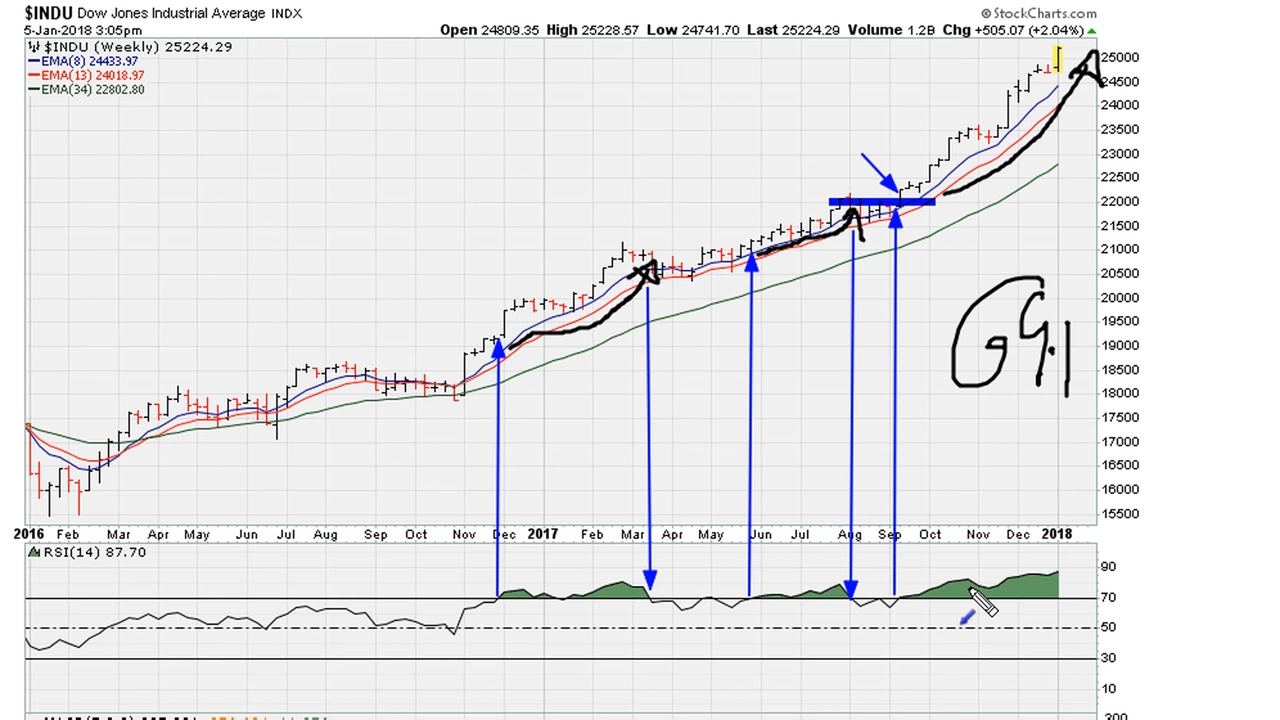 $INDU Dow Jones Industrial Average INDX
© StockCharts.com
5-Jan-2018 3:05pm
Open 24809.35 High 25228.57 Low 24741.70 Last 25224.29 Volume 1.2B Chg +505.07 (+2.04%)
$INDU (Weekly) 25224.29
EMA(8) 24433.97
EMA(13) 24018.97
EMA(34) 22802.80
25000
24500
24000
23500
23000
22500
22000
21500
21000
20500
20000
19500
19000
18500
18000
17500
17000
16500
16000
15500
2016 Feb Mar Apr May Jun Jul Aug Sep Oct Nov Dec 2017 Feb Mar Apr May Jun Jul Aug Sep Oct Nov Dec 2018
RSI(14) 87.70
90
70
50
30
10
300